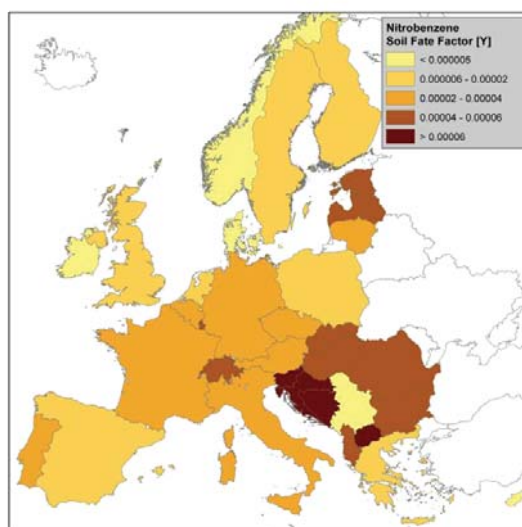 Nitrobenzene
Soil Fate Factor [Y]
< 0.000005
0.000006 - 0.00002
0.00002 - 0.00004
0.00004 - 0.00006
> 0.00006